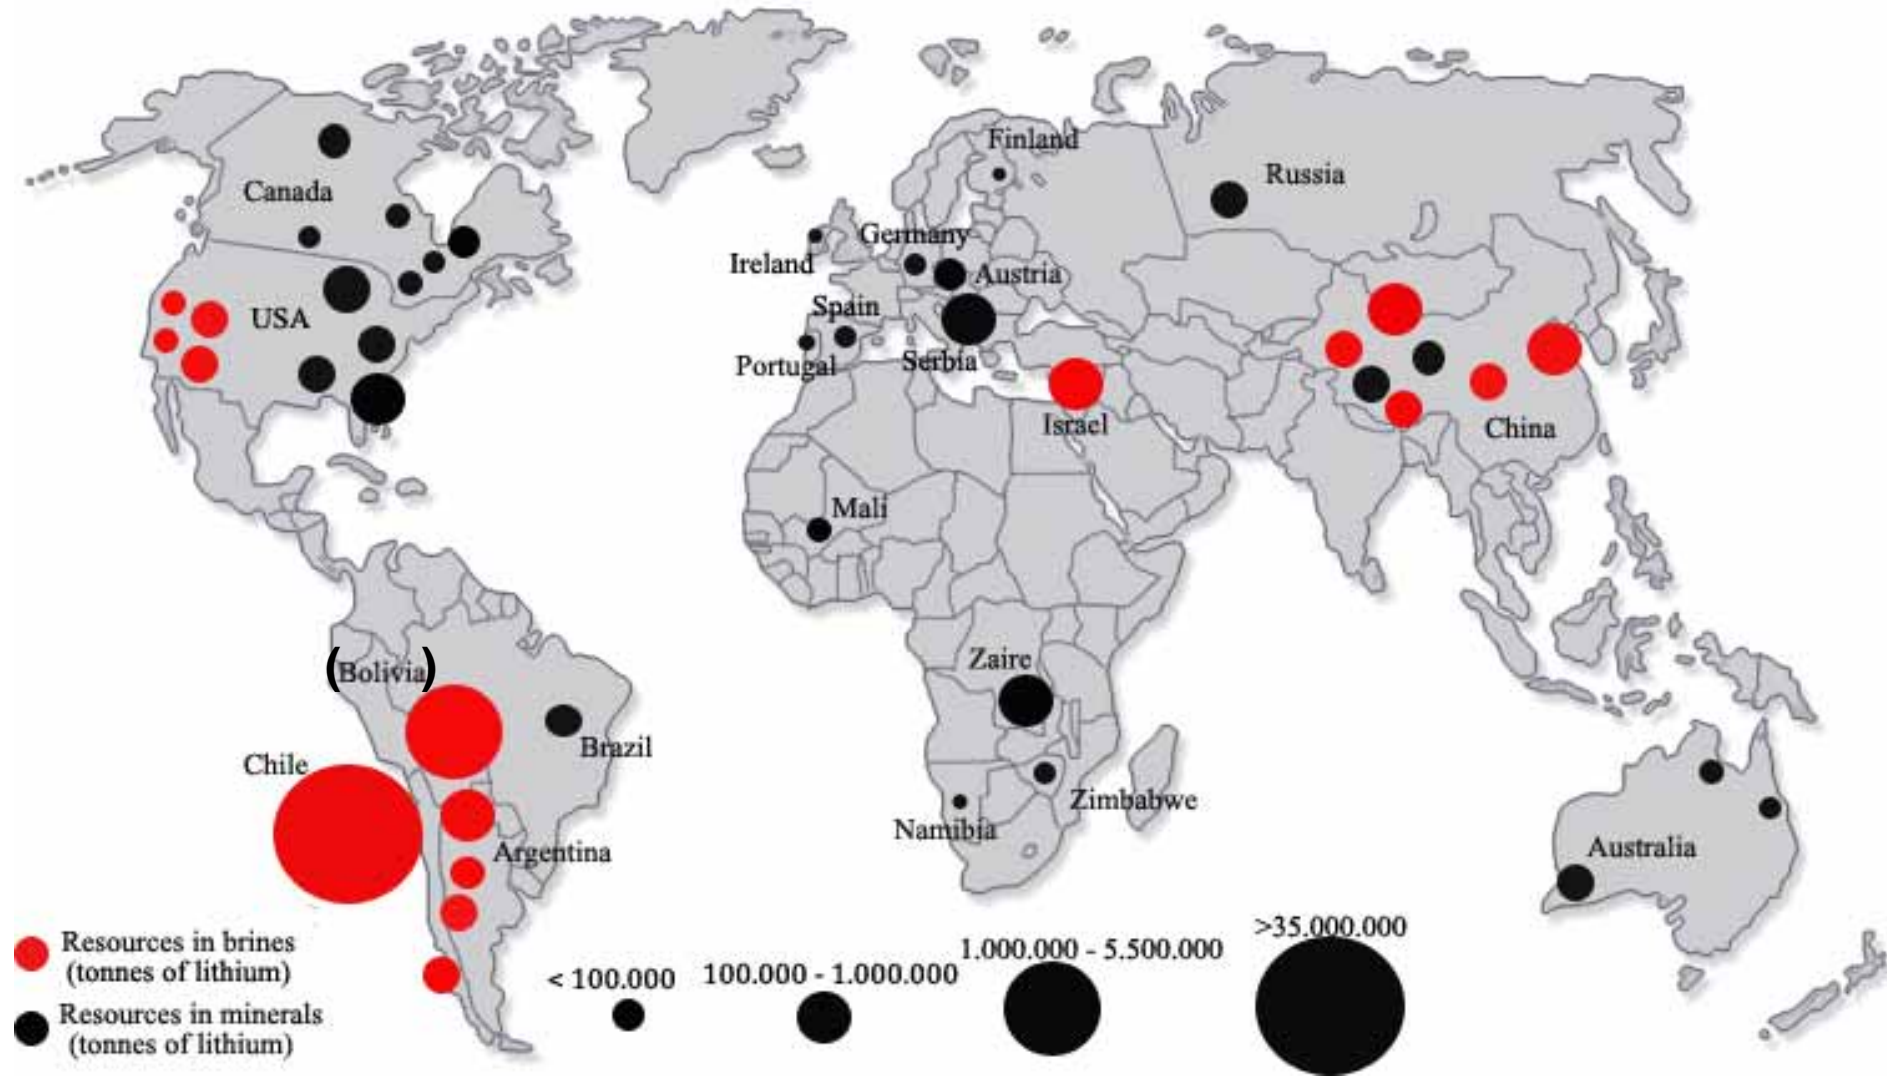 Finland
Russia
Canada
Germany
Ireland
Austria
Spain
USA
Portugal
Serbia
Israel
China
Mali
Zaire
(Bolivia)
Brazil
Chile
Zimbabwe
Namibia
Argentina
Australia
Resources in brines
(tonnes of lithium)
Resources in minerals
(tonnes of lithium)
< 100.000
100.000 - 1.000.000
1.000.000 - 5.500.000
>35.000.000